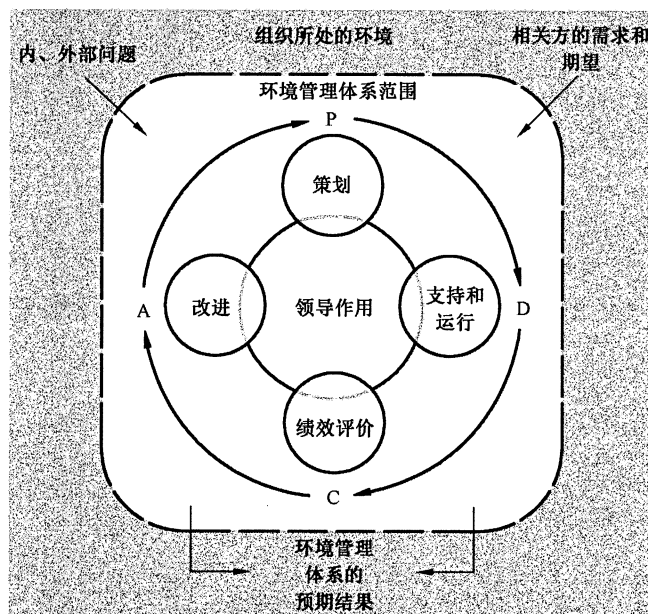 组织所处的环境
相关方的需求和
期望
内、外部问题
环境管理体系范围
P
策划
A
改进
领导作用
支持和
运行
D
绩效评价
C
环境管理
体系的
预期结果